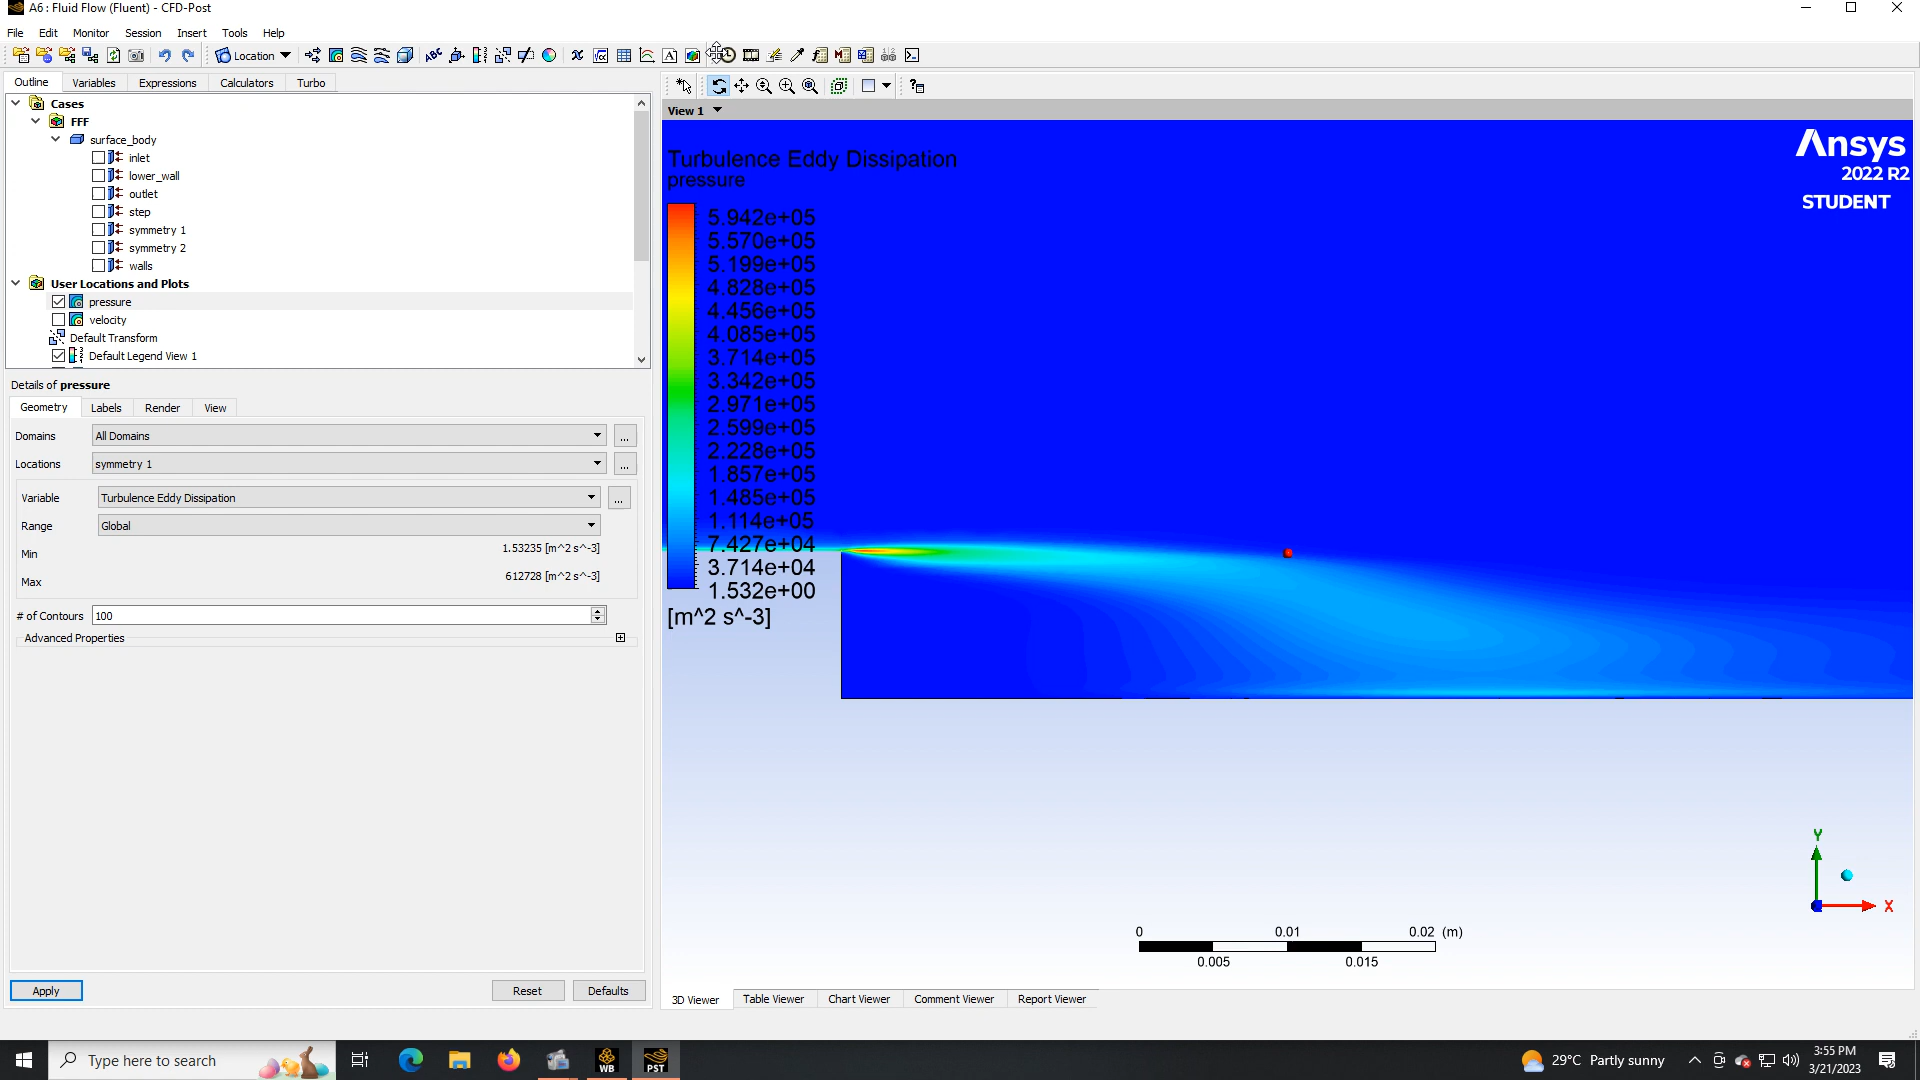 A6 : Fluid Flow (Fluent) - CFD-Post
File Edit Monitor Session Insert Tools Help
Location
Outline Variables Expressions Calculators Turbo
Cases
FFF
surface_body
inlet
lower_wall
outlet
step
symmetry 1
symmetry 2
walls
User Locations and Plots
pressure
velocity
Default Transform
Default Legend View 1
Details of pressure
Geometry Labels Render View
Domains All Domains ...
Locations symmetry 1 ...
Variable Turbulence Eddy Dissipation ...
Range Global
Min 1.53235 [m^2 s^-3]
Max 612728 [m^2 s^-3]
# of Contours 100
Advanced Properties
Apply Reset Defaults
View 1
Turbulence Eddy Dissipation
pressure
5.942e+05
5.570e+05
5.199e+05
4.828e+05
4.456e+05
4.085e+05
3.714e+05
3.342e+05
2.971e+05
2.599e+05
2.228e+05
1.857e+05
1.485e+05
1.114e+05
7.427e+04
3.714e+04
1.532e+00
[m^2 s^-3]
Ansys
2022 R2
STUDENT
Y
X
0 0.01 0.02 (m)
0.005 0.015
3D Viewer Table Viewer Chart Viewer Comment Viewer Report Viewer
Type here to search
WB
PST
29°C Partly sunny
3:55 PM
3/21/2023